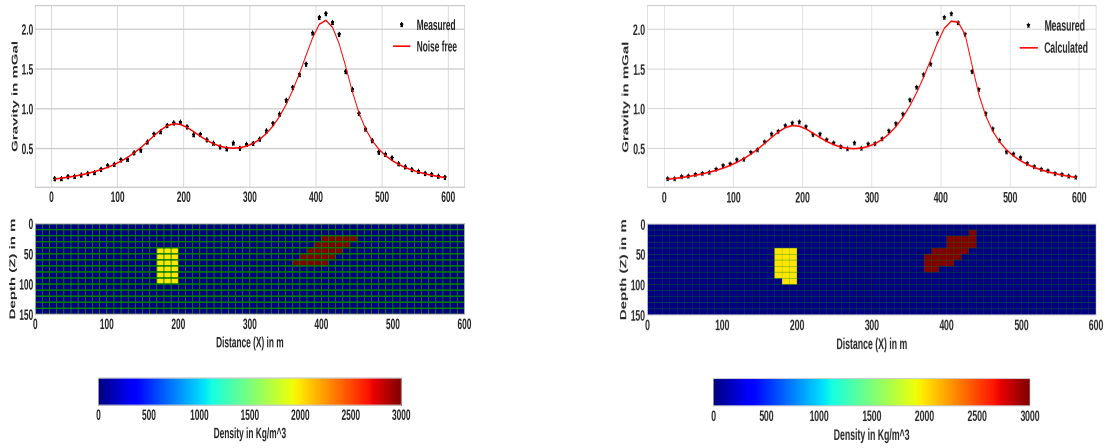 Gravity in mGal
2.0
1.5
1.0
0.5
Measured
Noise free
0 100 200 300 400 500 600
Depth (Z) in m
0
50
100
150
0 100 200 300 400 500 600
Distance (X) in m
0 500 1000 1500 2000 2500 3000
Density in Kg/m^3
Gravity in mGal
2.0
1.5
1.0
0.5
Measured
Calculated
0 100 200 300 400 500 600
Depth (Z) in m
0
50
100
150
0 100 200 300 400 500 600
Distance (X) in m
0 500 1000 1500 2000 2500 3000
Density in Kg/m^3